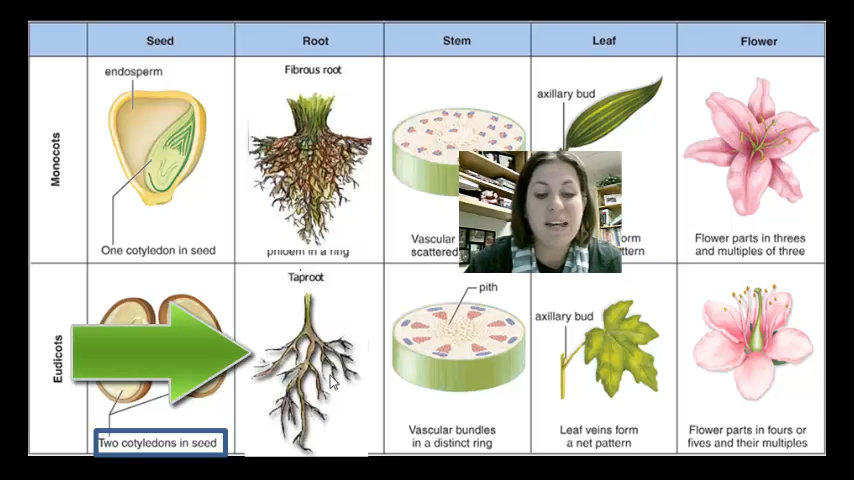 Seed Root Stem Leaf Flower
Monocots
endosperm
One cotyledon in seed
Fibrous root
phloem in a ring
Vascular
scattered
axillary bud
orm
ttern
Flower parts in threes
and multiples of three
Eudicots
Two cotyledons in seed
Taproot
pith
Vascular bundles
in a distinct ring
axillary bud
Leaf veins form
a net pattern
Flower parts in fours or
fives and their multiples